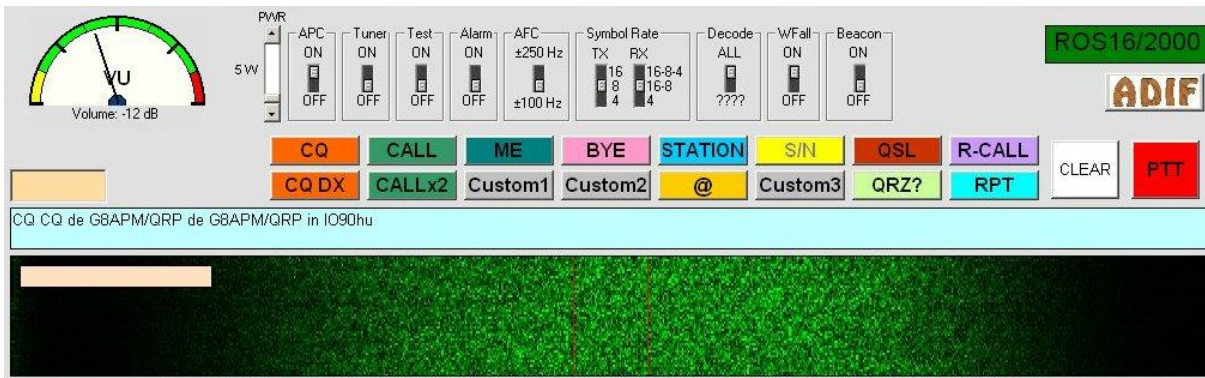 PWR
APC Tuner Test Alarm AFC Symbol Rate Decode WFall Beacon
ON ON ON ON ±250 Hz TX RX ALL ON ON
16 16-8-4
8 16-8
4 4
OFF OFF OFF OFF ±100 Hz ???? OFF OFF
5 W
ROS16/2000
ADIF
VU
Volume: -12 dB
CQ CALL ME BYE STATION S/N QSL R-CALL
CQ DX CALLx2 Custom1 Custom2 @ Custom3 QRZ? RPT
CLEAR PTT
CQ CQ de G8APM/QRP de G8APM/QRP in IO90hu